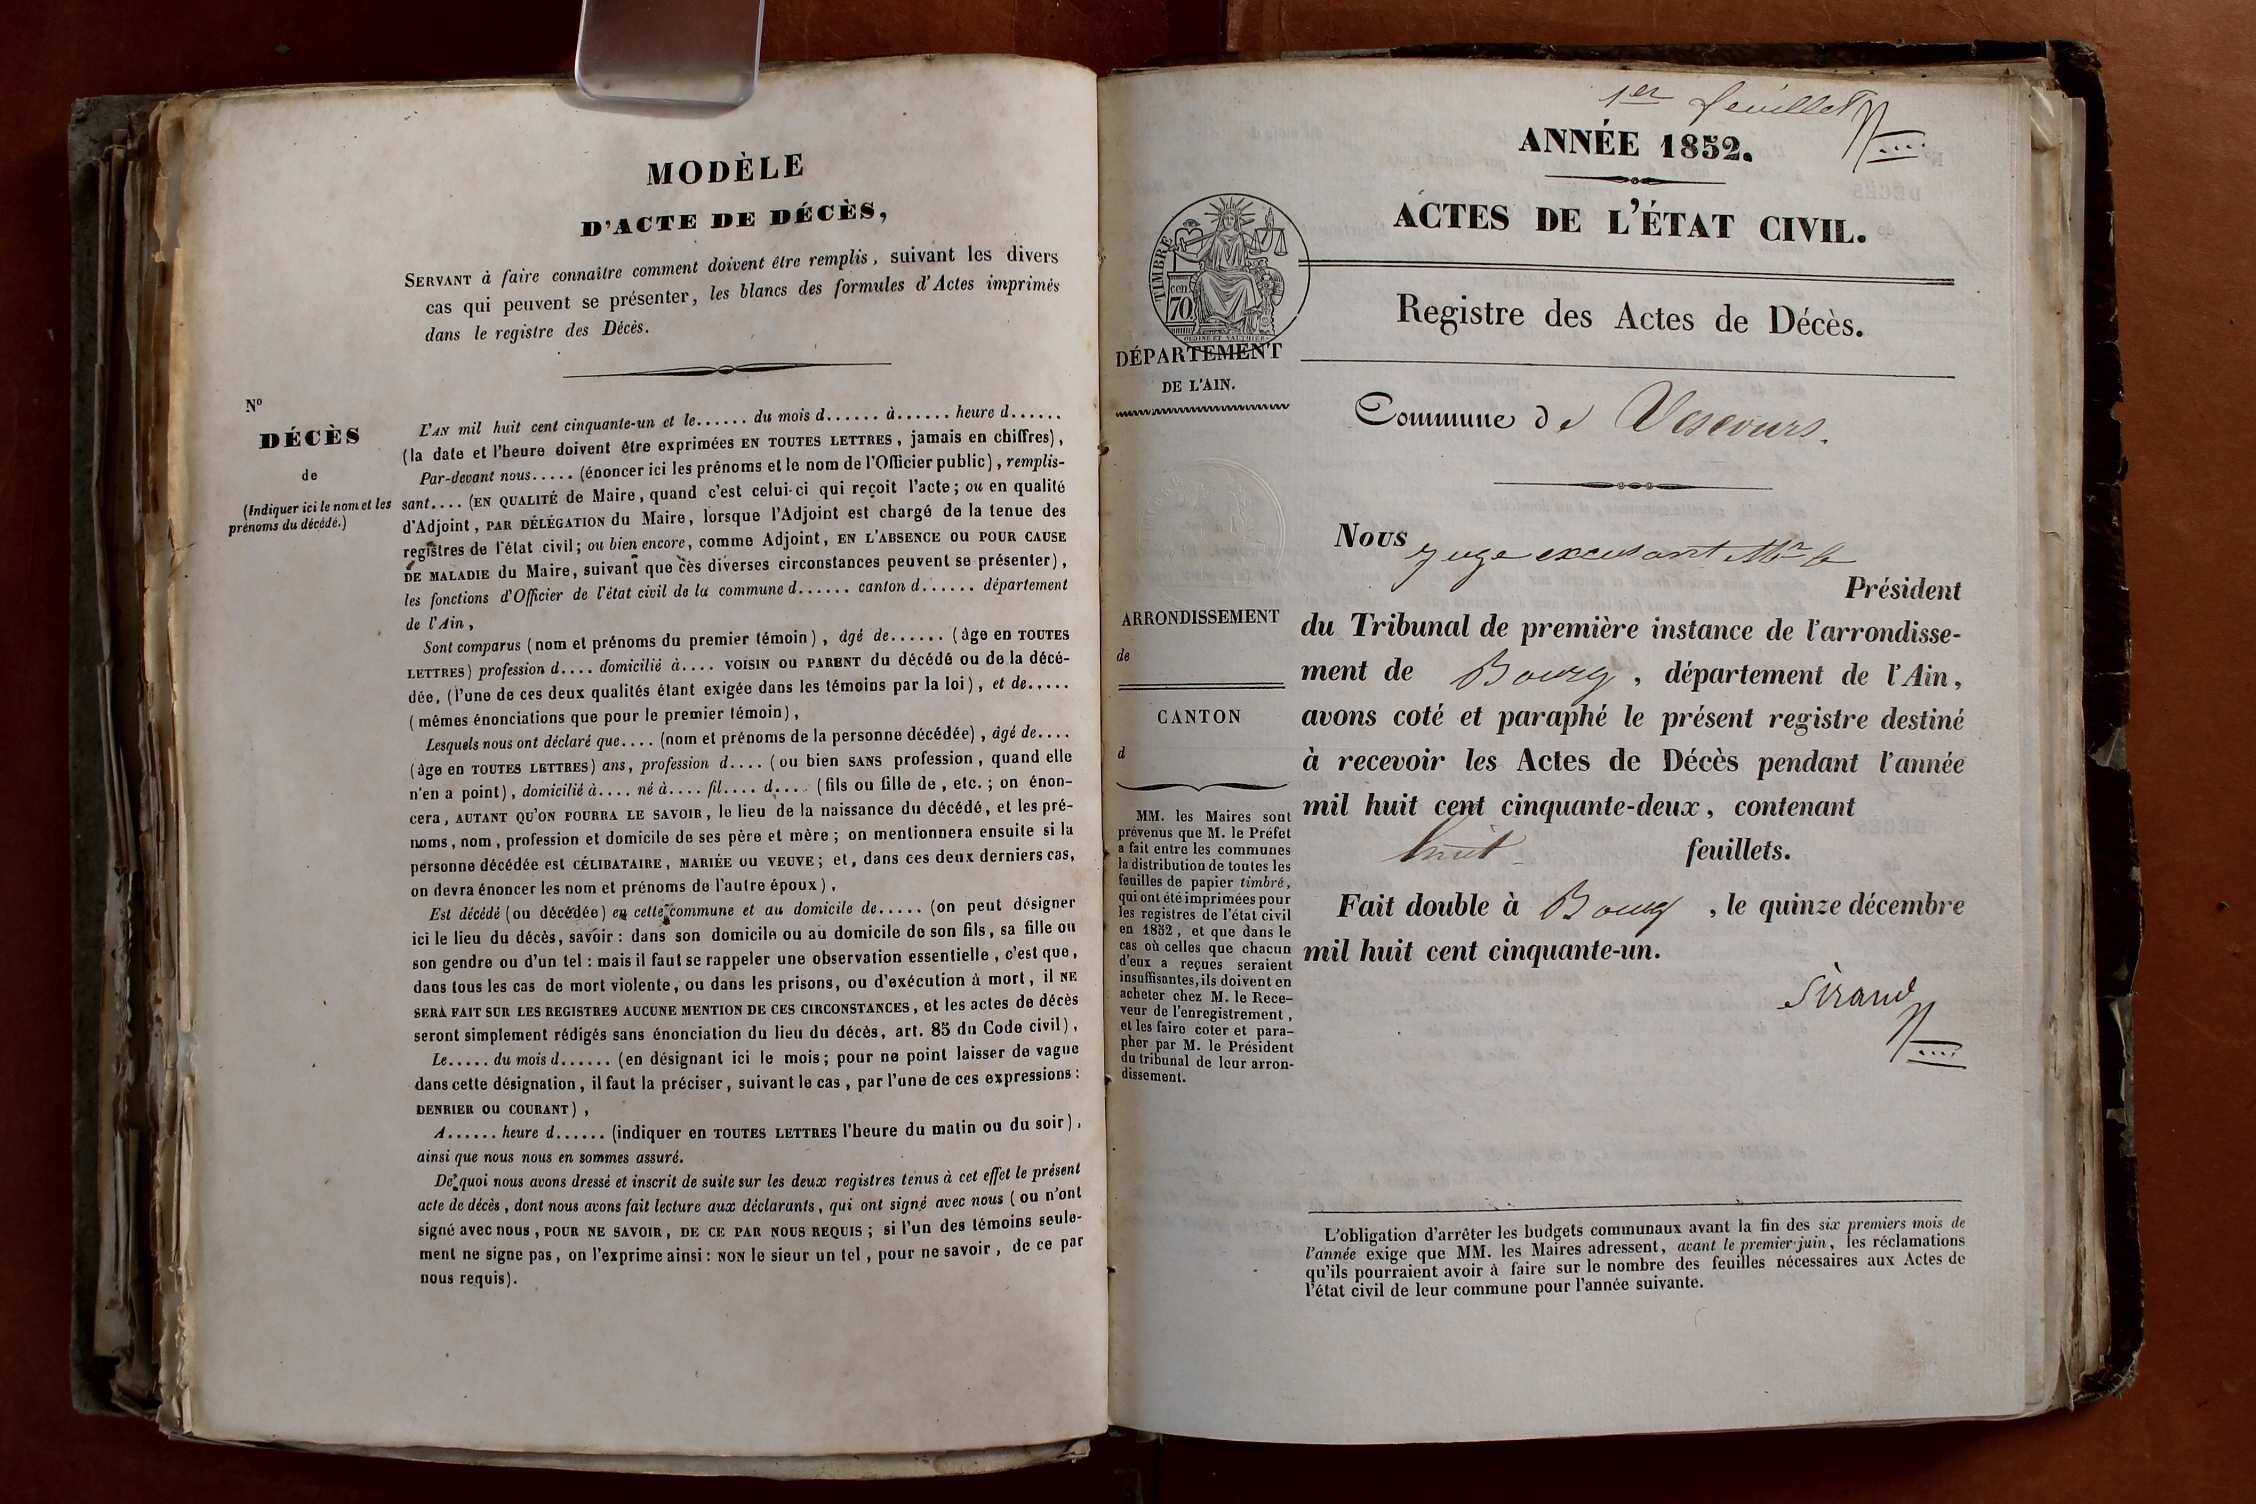 MODÈLE
D'ACTE DE DÉCÈS,
SERVANT à faire connaître comment doivent être remplis, suivant les divers
cas qui peuvent se présenter, les blancs des formules d'Actes imprimés
dans le registre des Décès.
N°
DÉCÈS
de
(Indiquer ici le nom et les
prénoms du décédé.)
L'AN mil huit cent cinquante-un et le...... du mois d...... à...... heure d......
(la date et l'heure doivent être exprimées EN TOUTES LETTRES, jamais en chiffres),
Par-devant nous..... (énoncer ici les prénoms et le nom de l'Officier public), remplis-
sant.... (EN QUALITÉ de Maire, quand c'est celui-ci qui reçoit l'acte; ou en qualité
d'Adjoint, PAR DÉLÉGATION du Maire, lorsque l'Adjoint est chargé de la tenue des
registres de l'état civil; ou bien encore, comme Adjoint, EN L'ABSENCE OU POUR CAUSE
DE MALADIE du Maire, suivant que ces diverses circonstances peuvent se présenter),
les fonctions d'Officier de l'état civil de la commune d...... canton d...... département
de l'Ain,
Sont comparus (nom et prénoms du premier témoin), âgé de...... (âge en TOUTES
LETTRES) profession d.... domicilié à.... VOISIN OU PARENT du décédé ou de la décé-
dée, (l'une de ces deux qualités étant exigée dans les témoins par la loi), et de.....
(mêmes énonciations que pour le premier témoin),
Lesquels nous ont déclaré que.... (nom et prénoms de la personne décédée), âgé de....
(âge en TOUTES LETTRES) ans, profession d.... (ou bien SANS profession, quand elle
n'en a point), domicilié à.... né à.... fil.... d.... (fils ou fille de, etc.; on énon-
cera, AUTANT QU'ON POURRA LE SAVOIR, le lieu de la naissance du décédé, et les pré-
noms, nom, profession et domicile de ses père et mère; on mentionnera ensuite si la
personne décédée est CÉLIBATAIRE, MARIÉE OU VEUVE; et, dans ces deux derniers cas,
on devra énoncer les nom et prénoms de l'autre époux),
Est décédé (ou décédée) en cette commune et au domicile de..... (on peut désigner
ici le lieu du décès, savoir: dans son domicile ou au domicile de son fils, sa fille ou
son gendre ou d'un tel: mais il faut se rappeler une observation essentielle, c'est que,
dans tous les cas de mort violente, ou dans les prisons, ou d'exécution à mort, il NE
SERA FAIT SUR LES REGISTRES AUCUNE MENTION DE CES CIRCONSTANCES, et les actes de décès
seront simplement rédigés sans énonciation du lieu du décès, art. 85 du Code civil),
Le..... du mois d...... (en désignant ici le mois; pour ne point laisser de vague
dans cette désignation, il faut la préciser, suivant le cas, par l'une de ces expressions:
DENRIER OU COURANT),
A...... heure d...... (indiquer en TOUTES LETTRES l'heure du matin ou du soir),
ainsi que nous nous en sommes assuré.
De quoi nous avons dressé et inscrit de suite sur les deux registres tenus à cet effet le présent
acte de décès, dont nous avons fait lecture aux déclarants, qui ont signé avec nous (ou n'ont
signé avec nous, POUR NE SAVOIR, DE CE PAR NOUS REQUIS; si l'un des témoins seule-
ment ne signe pas, on l'exprime ainsi: NON le sieur un tel, pour ne savoir, de ce par
nous requis).
1er feuillet
ANNÉE 1852.
ACTES DE L'ÉTAT CIVIL.
TIMBRE
cen
70
Registre des Actes de Décès.
DÉPARTEMENT
DE L'AIN.
Commune de Vescours.
Nous
Juge excusant Mr le
Président
du Tribunal de première instance de l'arrondisse-
ment de Bourg, département de l'Ain,
avons coté et paraphé le présent registre destiné
à recevoir les Actes de Décès pendant l'année
mil huit cent cinquante-deux, contenant
huit feuillets.
Fait double à Bourg, le quinze décembre
mil huit cent cinquante-un.
Sirand
ARRONDISSEMENT
de
CANTON
d
MM. les Maires sont
prévenus que M. le Préfet
a fait entre les communes
la distribution de toutes les
feuilles de papier timbré,
qui ont été imprimées pour
les registres de l'état civil
en 1852, et que dans le
cas où celles que chacun
d'eux a reçues seraient
insuffisantes, ils doivent en
acheter chez M. le Rece-
veur de l'enregistrement,
et les faire coter et para-
pher par M. le Président
du tribunal de leur arron-
dissement.
L'obligation d'arrêter les budgets communaux avant la fin des six premiers mois de
l'année exige que MM. les Maires adressent, avant le premier juin, les réclamations
qu'ils pourraient avoir à faire sur le nombre des feuilles nécessaires aux Actes de
l'état civil de leur commune pour l'année suivante.